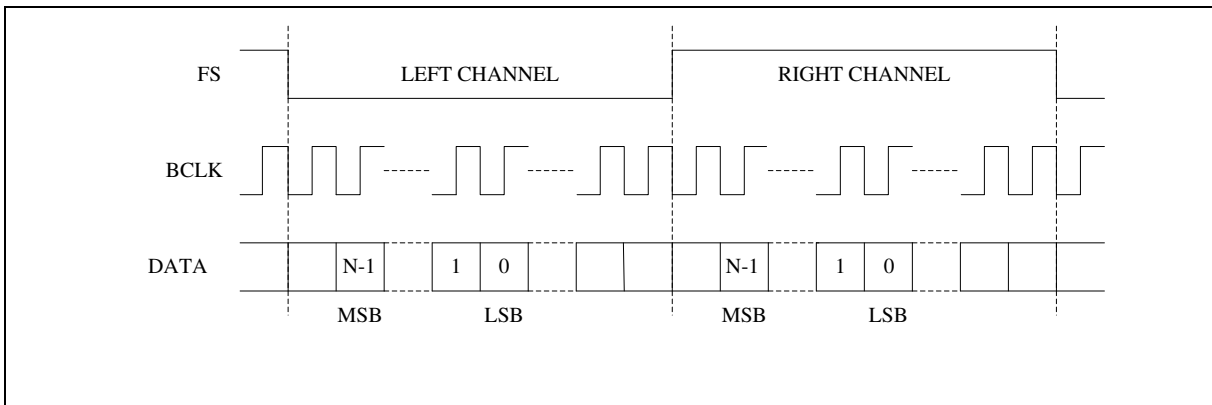 FS LEFT CHANNEL RIGHT CHANNEL
BCLK
DATA N-1 1 0 N-1 1 0
MSB LSB MSB LSB